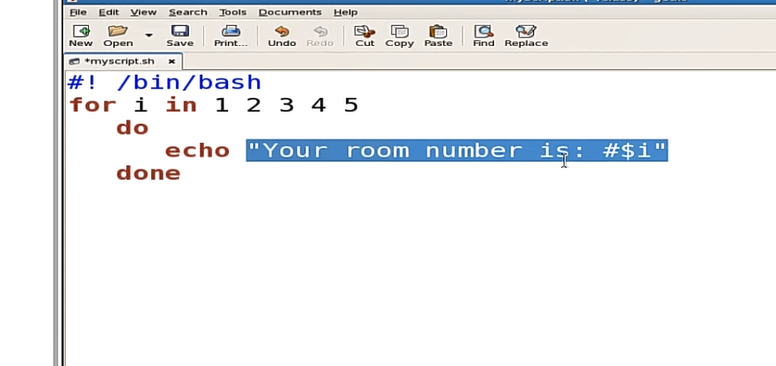 File Edit View Search Tools Documents Help
New Open Save Print... Undo Redo Cut Copy Paste Find Replace
*myscript.sh
#! /bin/bash
for i in 1 2 3 4 5
do
echo "Your room number is: #$i"
done